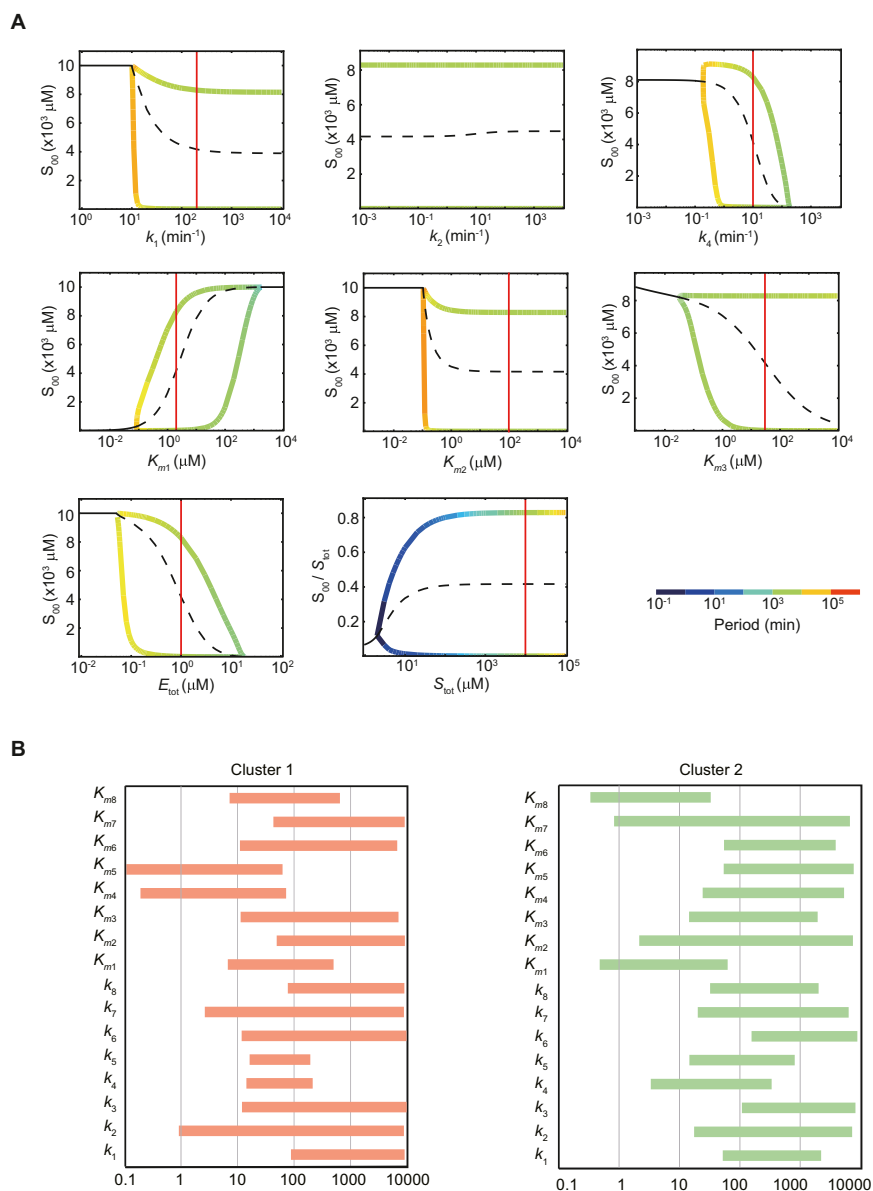 A
S₀₀ (x10³ μM)
10
8
6
4
2
10⁰ 10¹ 10² 10³ 10⁴
k₁ (min⁻¹)
S₀₀ (x10³ μM)
8
6
4
2
10⁻³ 10⁻¹ 10¹ 10³
k₂ (min⁻¹)
S₀₀ (x10³ μM)
10
8
6
4
2
10⁻³ 10⁻¹ 10¹ 10³
k₄ (min⁻¹)
S₀₀ (x10³ μM)
10
8
6
4
2
10⁻² 10⁰ 10² 10⁴
Kₘ₁ (μM)
S₀₀ (x10³ μM)
10
8
6
4
2
10⁻² 10⁰ 10² 10⁴
Kₘ₂ (μM)
S₀₀ (x10³ μM)
8
6
4
2
10⁻² 10⁰ 10² 10⁴
Kₘ₃ (μM)
S₀₀ (x10³ μM)
10
8
6
4
2
0
10⁻² 10⁻¹ 10⁰ 10¹ 10²
Eₜₒₜ (μM)
S₀₀ / Sₜₒₜ
0.8
0.6
0.4
0.2
10¹ 10³ 10⁵
Sₜₒₜ (μM)
10⁻¹ 10¹ 10³ 10⁵
Period (min)
B
Cluster 1
Kₘ₈
Kₘ₇
Kₘ₆
Kₘ₅
Kₘ₄
Kₘ₃
Kₘ₂
Kₘ₁
k₈
k₇
k₆
k₅
k₄
k₃
k₂
k₁
0.1 1 10 100 1000 10000
Cluster 2
Kₘ₈
Kₘ₇
Kₘ₆
Kₘ₅
Kₘ₄
Kₘ₃
Kₘ₂
Kₘ₁
k₈
k₇
k₆
k₅
k₄
k₃
k₂
k₁
0.1 1 10 100 1000 10000